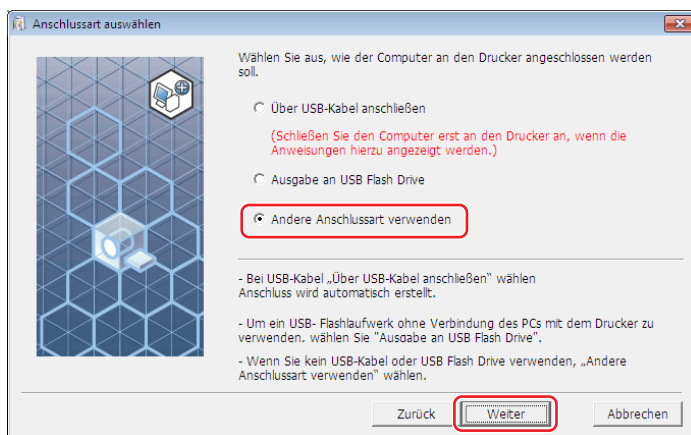 Anschlussart auswählen
Wählen Sie aus, wie der Computer an den Drucker angeschlossen werden
soll.
Über USB-Kabel anschließen
(Schließen Sie den Computer erst an den Drucker an, wenn die
Anweisungen hierzu angezeigt werden.)
Ausgabe an USB Flash Drive
Andere Anschlussart verwenden
- Bei USB-Kabel „Über USB-Kabel anschließen“ wählen
Anschluss wird automatisch erstellt.
- Um ein USB- Flashlaufwerk ohne Verbindung des PCs mit dem Drucker zu
verwenden. wählen Sie "Ausgabe an USB Flash Drive".
- Wenn Sie kein USB-Kabel oder USB Flash Drive verwenden, „Andere
Anschlussart verwenden“ wählen.
Zurück Weiter Abbrechen